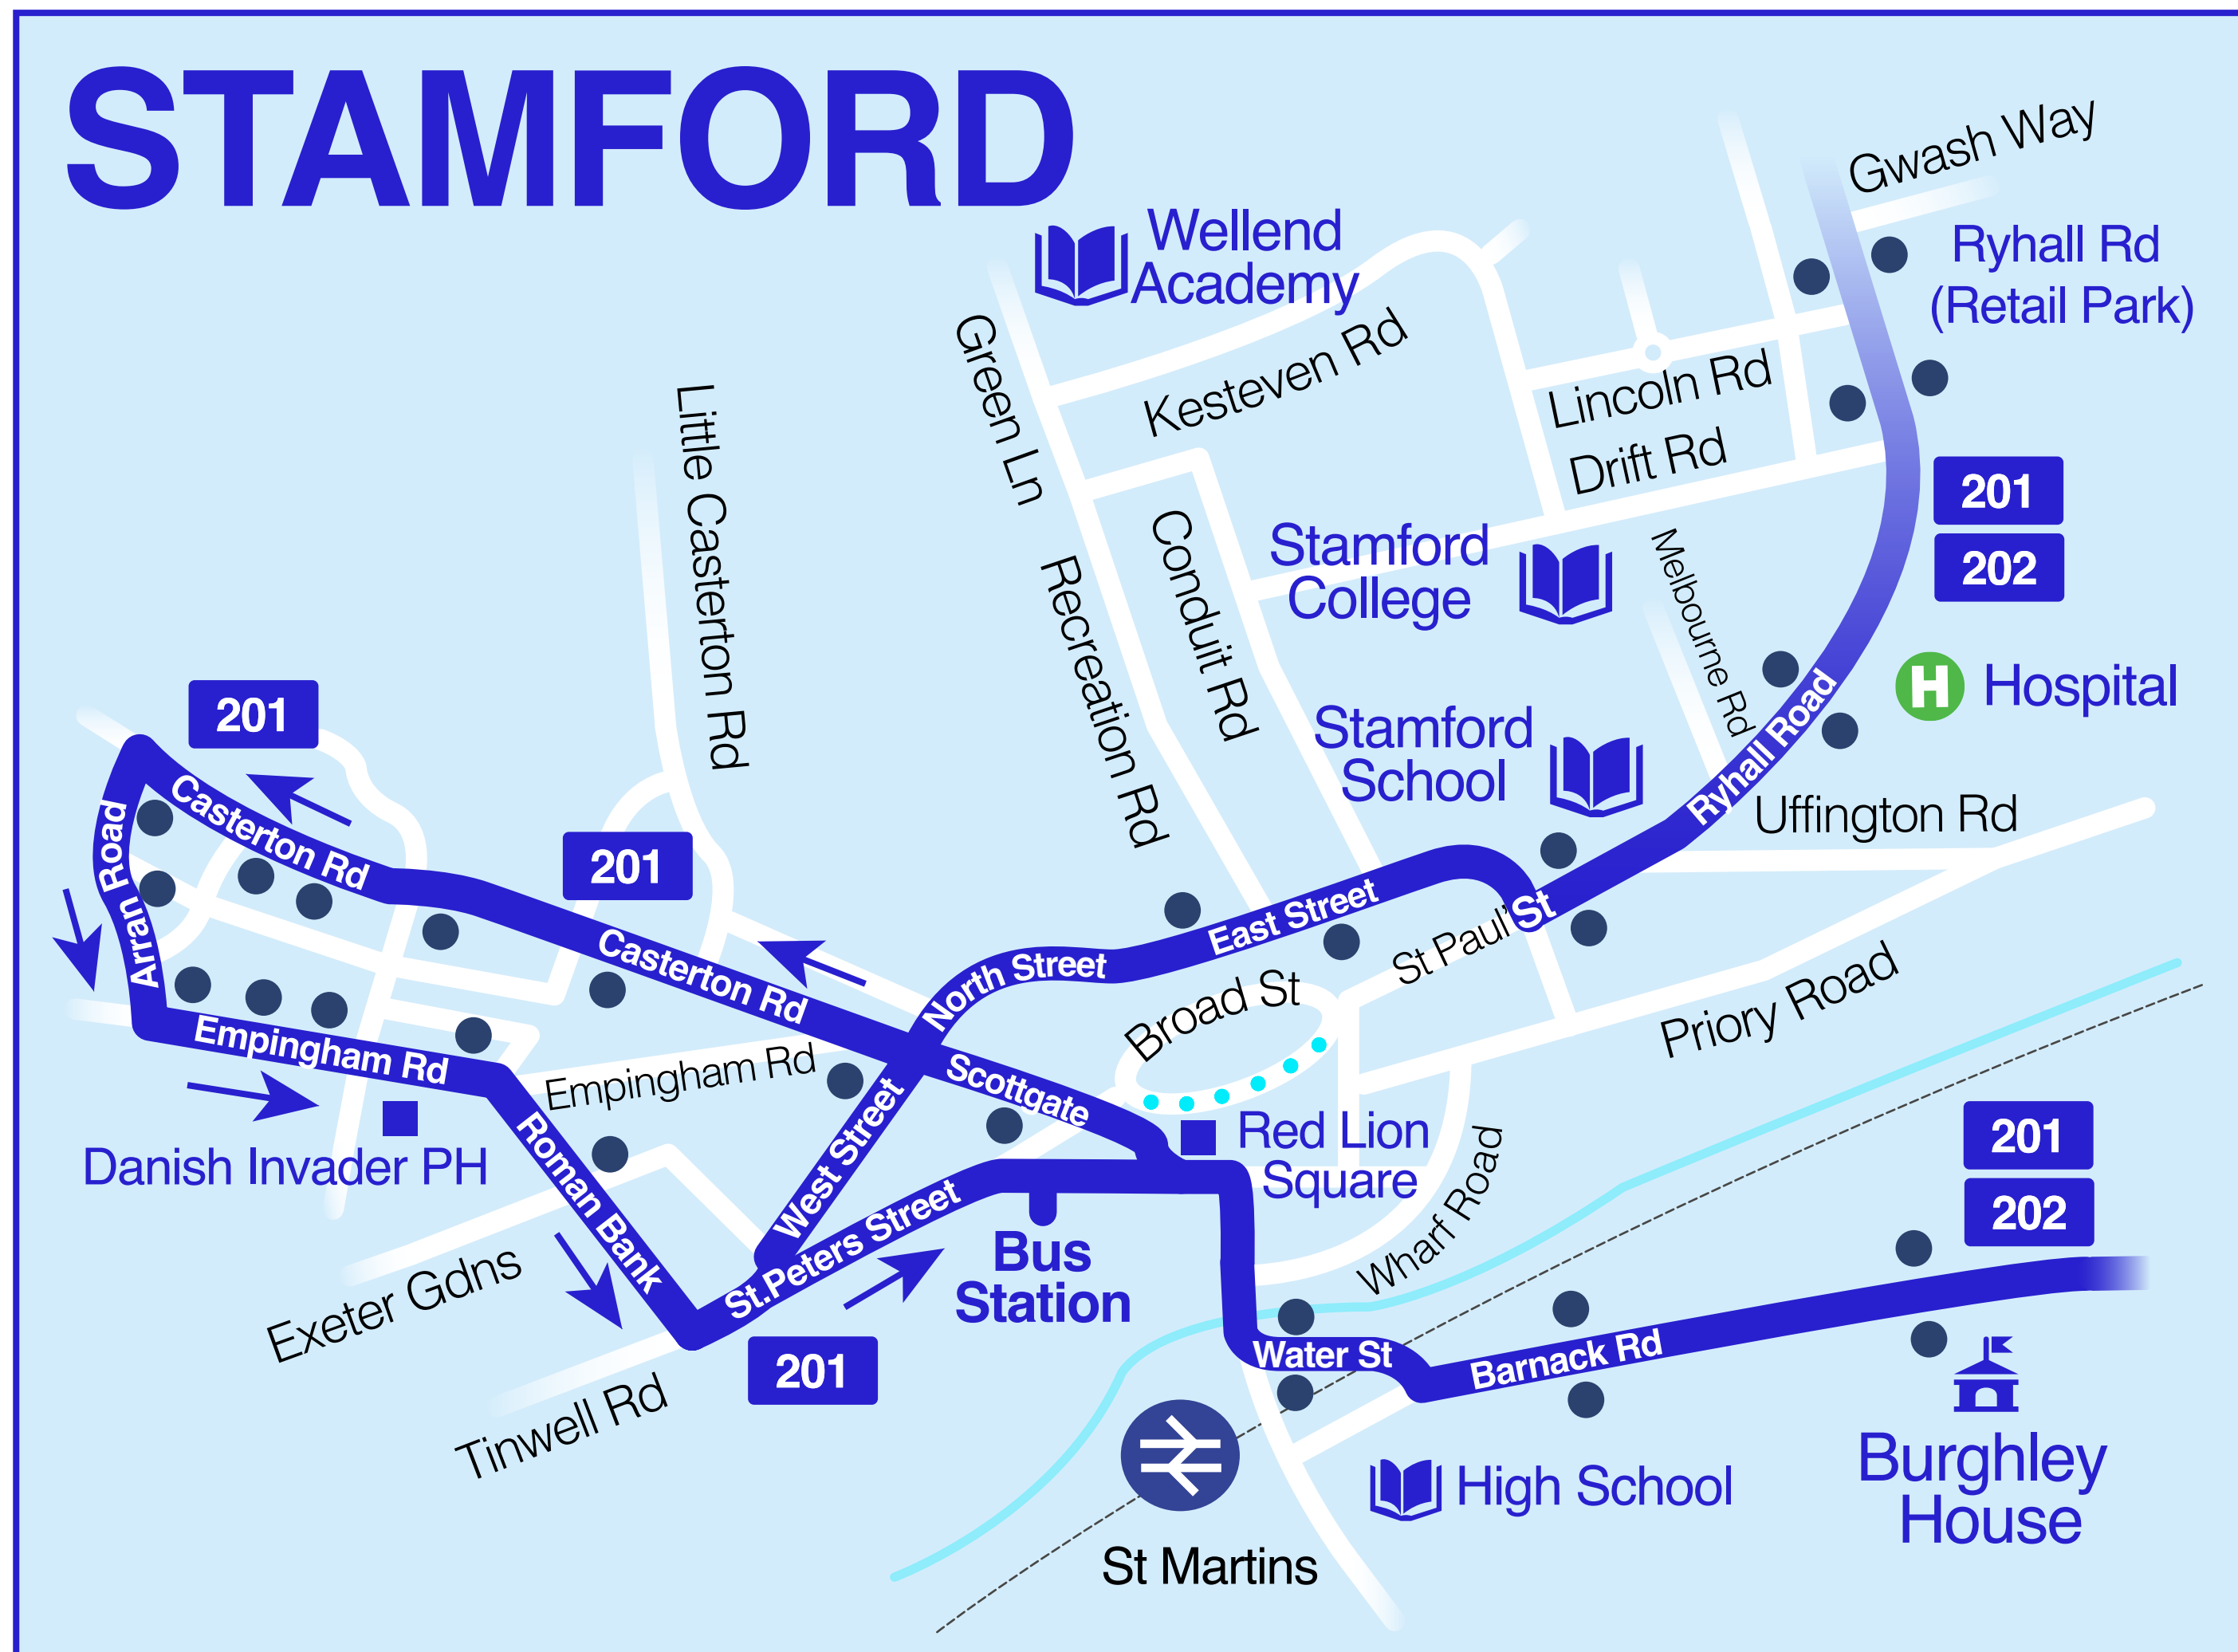 STAMFORD
Gwash Way
Wellend
Academy
Ryhall Rd
(Retail Park)
Green Ln
Kesteven Rd
Lincoln Rd
Drift Rd
Little Casterton Rd
201
202
Stamford
College
Conduit Rd
Recreation Rd
Melbourne Rd
H
Hospital
201
Stamford
School
Ryhall Road
Uffington Rd
Casterton Rd
Arran Road
201
East Street
St Paul' St
Casterton Rd
North Street
Broad St
Priory Road
Empingham Rd
Empingham Rd
Scottgate
Red Lion
Square
Danish Invader PH
Roman Bank
West Street
St.Peters Street
Wharf Road
201
202
Bus
Station
Exeter Gdns
201
Water St
Barnack Rd
Tinwell Rd
High School
Burghley
House
St Martins